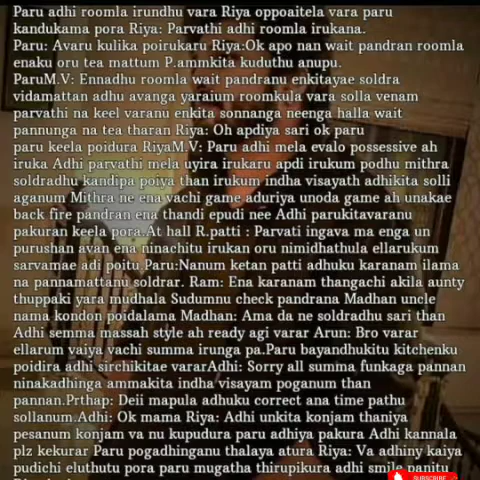 Paru adhi roomla irundhu vara Riya oppoaitela vara paru
kandukama pora Riya: Parvathi adhi roomla irukana.
Paru: Avaru kulika poirukaru Riya:Ok apo nan wait pandran roomla
enaku oru tea mattum P.ammkita kuduthu anupu.
ParuM.V: Ennadhu roomla wait pandranu enkitayae soldra
vidamattan adhu avanga yaraium roomkula vara solla venam
parvathi na keel varanu enkita sonnanga neenga halla wait
pannunga na tea tharan Riya: Oh apdiya sari ok paru
paru keela poidura RiyaM.V: Paru adhi mela evalo possessive ah
iruka Adhi parvathi mela uyira irukaru apdi irukum podhu mithra
soldradhu kandipa poiya than irukum indha visayath adhikita solli
aganum Mithra ne ena vachi game aduriya unoda game ah unakae
back fire pandran ena thandi epudi nee Adhi parukitavaranu
pakuran keela pora.At hall R.patti : Parvati ingava ma enga un
purushan avan ena ninachitu irukan oru nimidhathula ellarukum
sarvamae adi poitu.Paru:Nanum ketan patti adhuku karanam ilama
na pannamattanu soldrar. Ram: Ena karanam thangachi akila aunty
thuppaki yara mudhala Sudumnu check pandrana Madhan uncle
nama kondon poidalama Madhan: Ama da ne soldradhu sari than
Adhi semma massah style ah ready agi varar Arun: Bro varar
ellarum vaiya vachi summa irunga pa.Paru bayandhukitu kitchenku
poidira adhi sirchikitae vararAdhi: Sorry all summa funkaga pannan
ninakadhinga ammakita indha visayam poganum than
pannan.Prthap: Deii mapula adhuku correct ana time pathu
sollanum.Adhi: Ok mama Riya: Adhi unkita konjam thaniya
pesanum konjam va nu kupudura paru adhiya pakura Adhi kannala
plz kekurar Paru pogadhinganu thalaya atura Riya: Va adhiny kaiya
pudichi eluthutu pora paru mugatha thirupikura adhi smile panitu
SUBSCRIBE